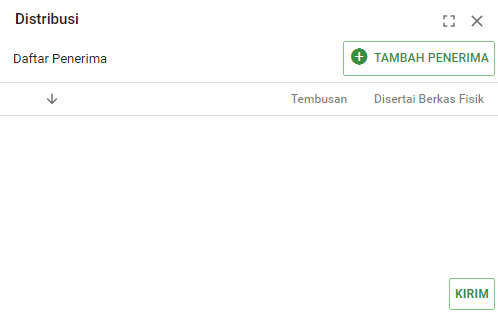 Distribusi
Daftar Penerima
TAMBAH PENERIMA
Tembusan
Disertai Berkas Fisik
KIRIM